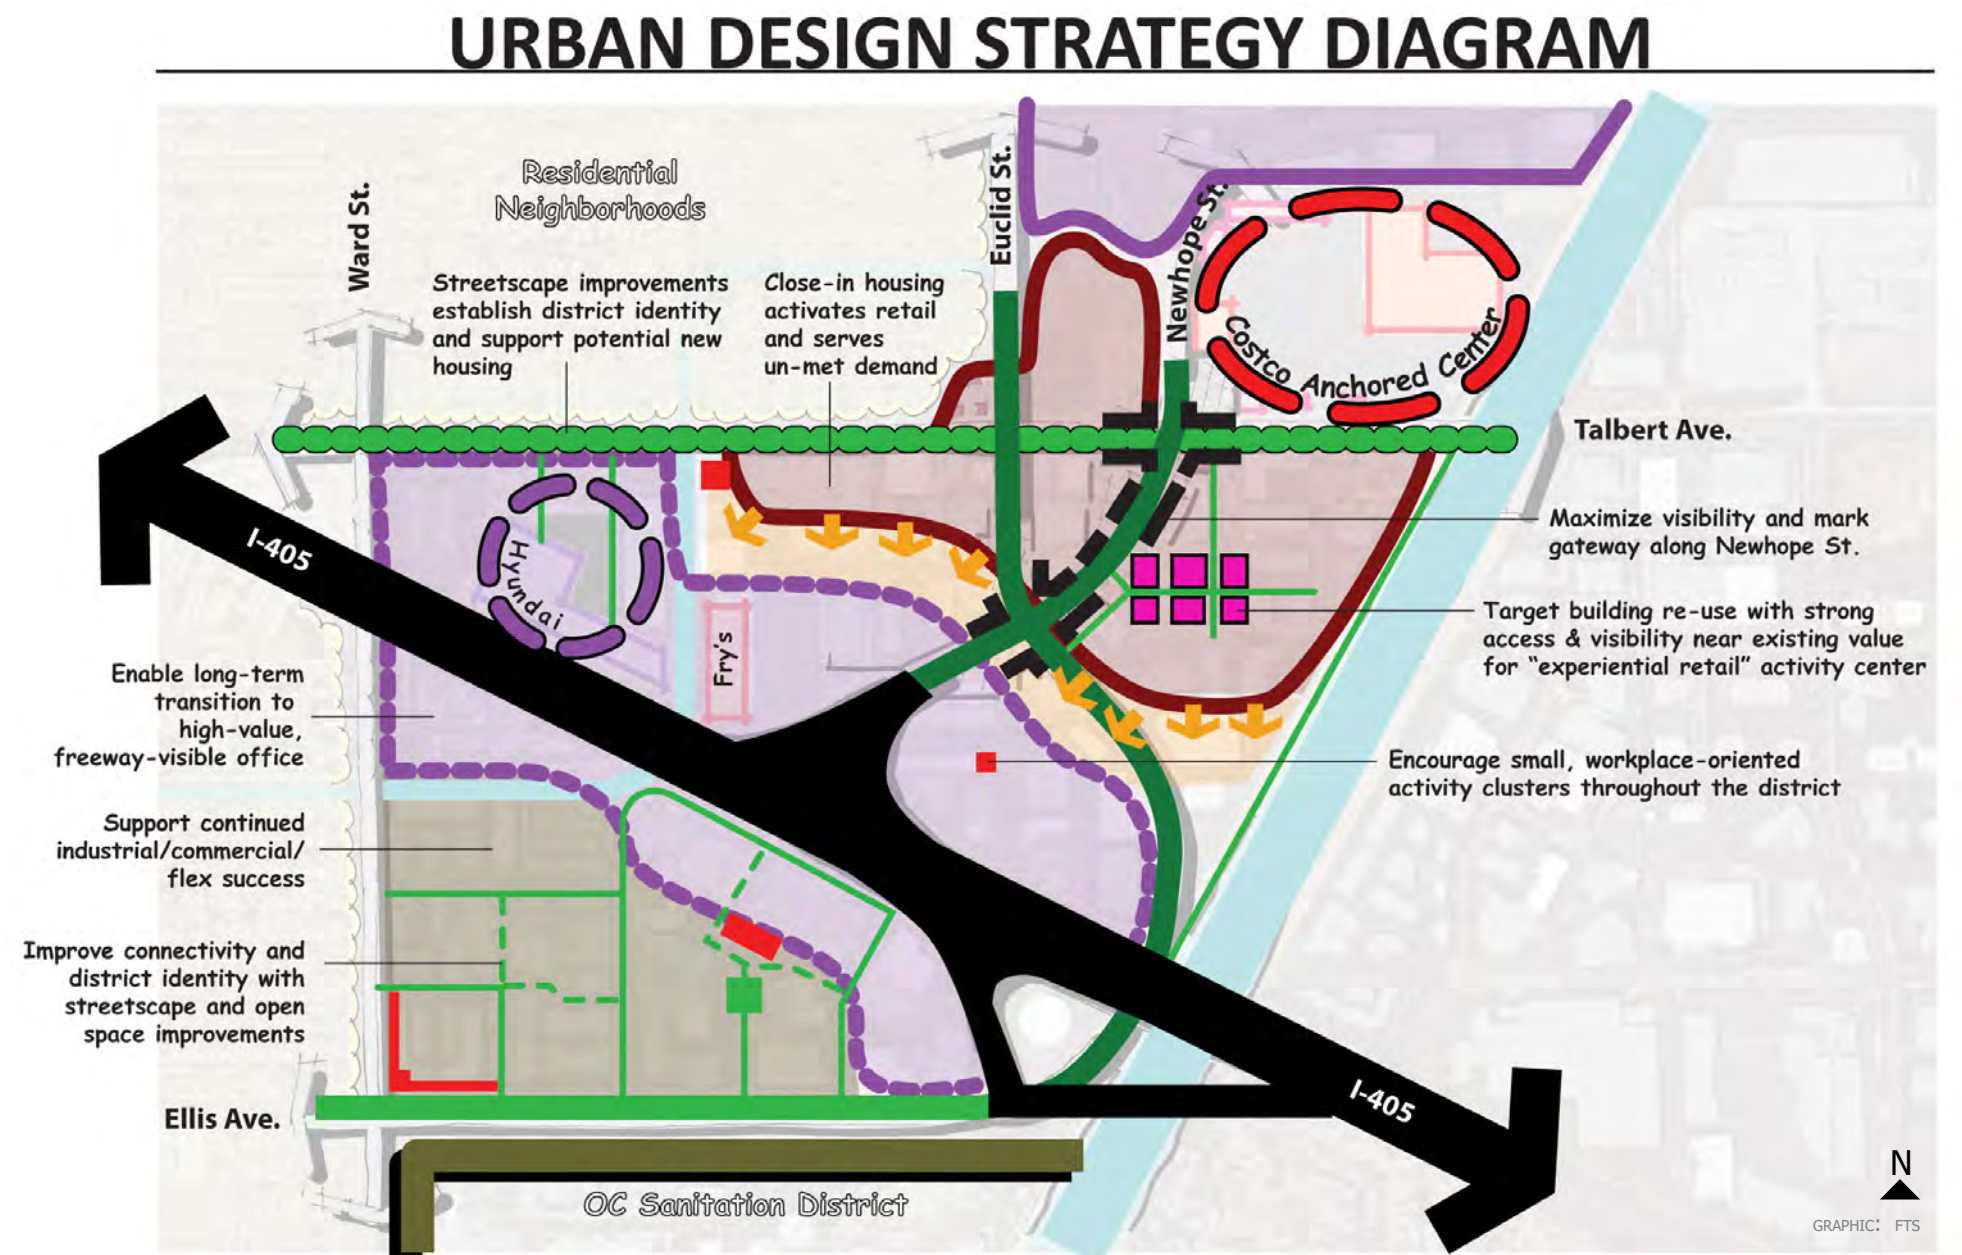 URBAN DESIGN STRATEGY DIAGRAM
Residential
Neighborhoods
Ward St.
Euclid St.
Newhope St.
Newhope St.
Streetscape improvements
establish district identity
and support potential new
housing
Close-in housing
activates retail
and serves
un-met demand
Costco Anchored Center
Talbert Ave.
I-405
Hyundai
Fry's
Maximize visibility and mark
gateway along Newhope St.
Target building re-use with strong
access & visibility near existing value
for “experiential retail” activity center
Enable long-term
transition to
high-value,
freeway-visible office
Encourage small, workplace-oriented
activity clusters throughout the district
Support continued
industrial/commercial/
flex success
Improve connectivity and
district identity with
streetscape and open
space improvements
I-405
Ellis Ave.
OC Sanitation District
N
GRAPHIC: FTS